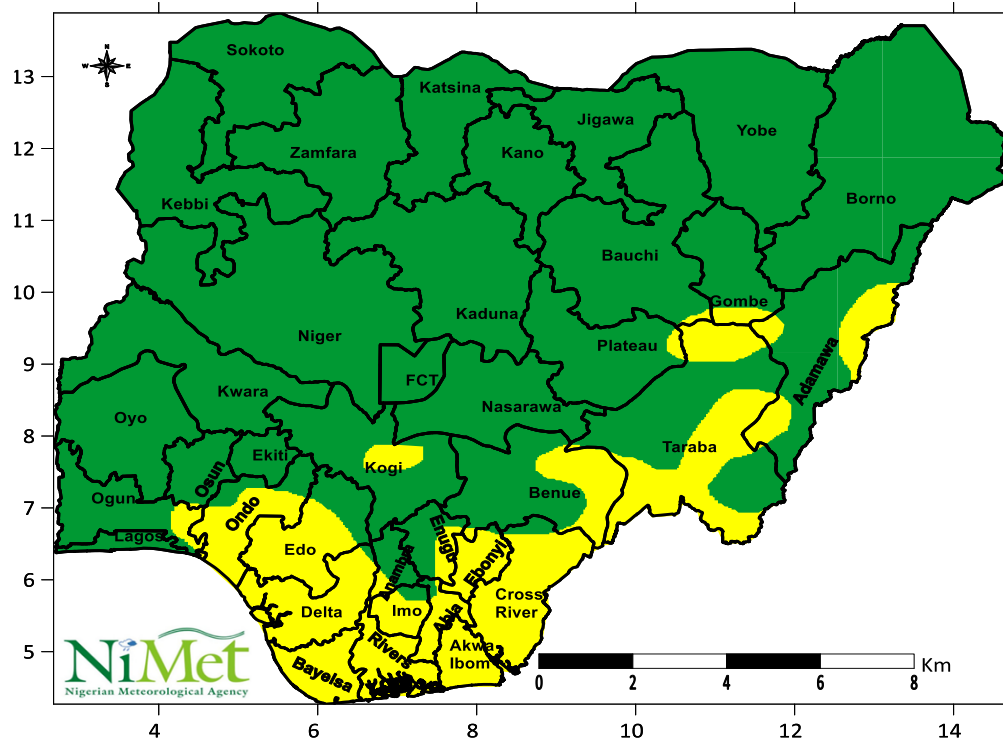 N
W E
S
Sokoto
Katsina
Jigawa
Yobe
Zamfara
Kano
Kebbi
Borno
Bauchi
Gombe
Niger
Kaduna
Plateau
FCT
Adamawa
Kwara
Nasarawa
Oyo
Taraba
Osun
Ekiti
Kogi
Ogun
Ondo
Benue
Lagos
Edo
Enugu
Anambra
Ebonyi
Delta
Imo
Abia
Cross
River
Rivers
Akwa
Ibom
Bayelsa
NiMet
Nigerian Meteorological Agency
0 2 4 6 8
Km
13
12
11
10
9
8
7
6
5
4 6 8 10 12 14